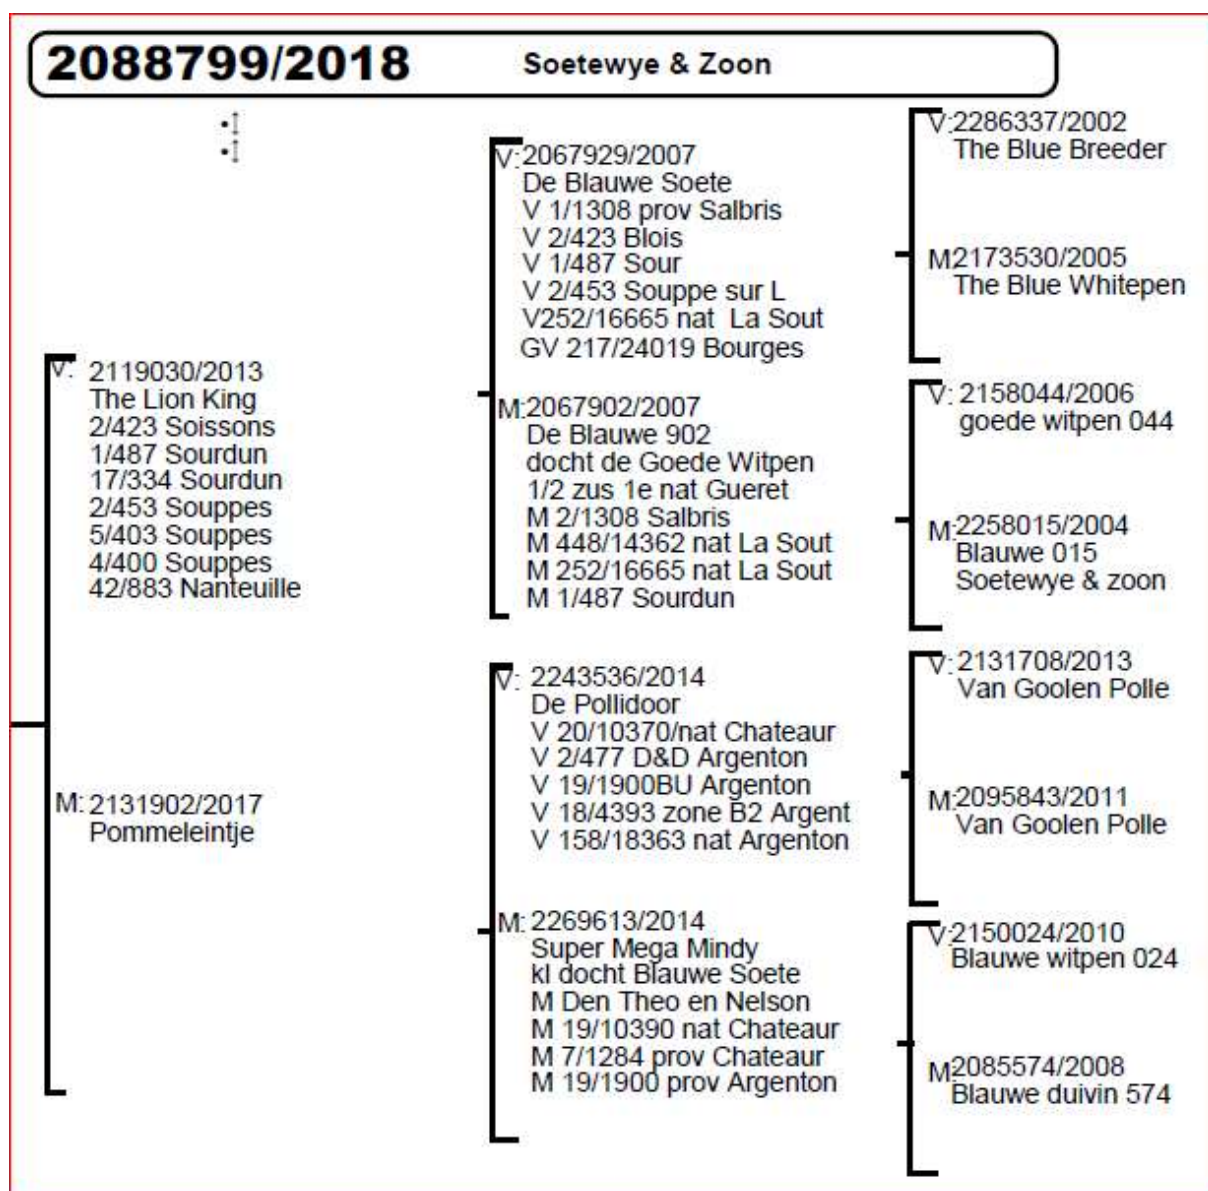 2088799/2018 Soetewye & Zoon
V: 2119030/2013
The Lion King
2/423 Soissons
1/487 Sourdun
17/334 Sourdun
2/453 Souppes
5/403 Souppes
4/400 Souppes
42/883 Nanteuille
M: 2131902/2017
Pommeleintje
V: 2067929/2007
De Blauwe Soete
V 1/1308 prov Salbris
V 2/423 Blois
V 1/487 Sour
V 2/453 Souppe sur L
V252/16665 nat La Sout
GV 217/24019 Bourges
M: 2067902/2007
De Blauwe 902
docht de Goede Witpen
1/2 zus 1e nat Gueret
M 2/1308 Salbris
M 448/14362 nat La Sout
M 252/16665 nat La Sout
M 1/487 Sourdun
V: 2243536/2014
De Pollidoor
V 20/10370/nat Chateaur
V 2/477 D&D Argenton
V 19/1900BU Argenton
V 18/4393 zone B2 Argent
V 158/18363 nat Argenton
M: 2269613/2014
Super Mega Mindy
kl docht Blauwe Soete
M Den Theo en Nelson
M 19/10390 nat Chateaur
M 7/1284 prov Chateaur
M 19/1900 prov Argenton
V: 2286337/2002
The Blue Breeder
M: 2173530/2005
The Blue Whitepen
V: 2158044/2006
goede witpen 044
M: 2258015/2004
Blauwe 015
Soetewye & zoon
V: 2131708/2013
Van Goolen Polle
M: 2095843/2011
Van Goolen Polle
V: 2150024/2010
Blauwe witpen 024
M: 2085574/2008
Blauwe duivin 574